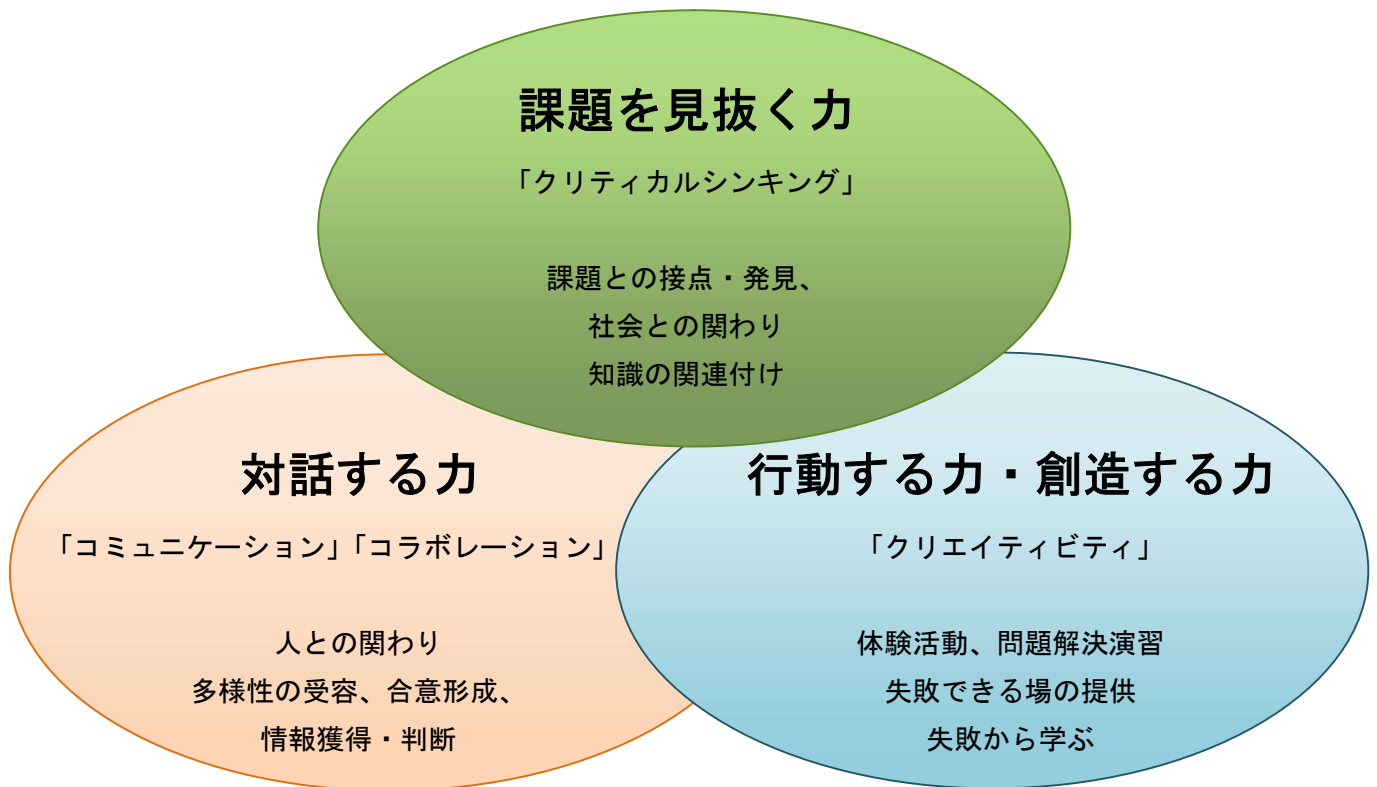 課題を見抜く力
「クリティカルシンキング」
課題との接点・発見、
社会との関わり
知識の関連付け
対話する力
「コミュニケーション」「コラボレーション」
人との関わり
多様性の受容、合意形成、
情報獲得・判断
行動する力・創造する力
「クリエイティビティ」
体験活動、問題解決演習
失敗できる場の提供
失敗から学ぶ